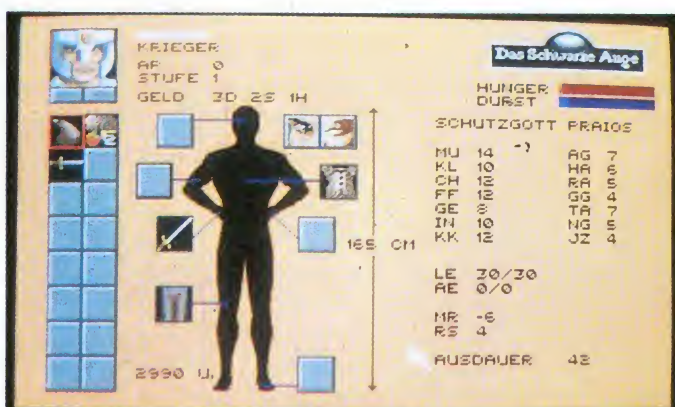 KRIEGER
AP 0
STUFE 1
GELD 3D 2S 1H
Das Schwarze Auge
HUNGER
DURST
SCHUTZGOTT PRAIOS
MU 14 AG 7
KL 10 HA 6
CH 12 RA 5
FF 12 GG 4
GE 8 TA 7
IN 10 NG 5
KK 12 JZ 4
2
165 CM
LE 30/30
AE 0/0
MR -6
RS 4
2990 U.
AUSDAUER 42